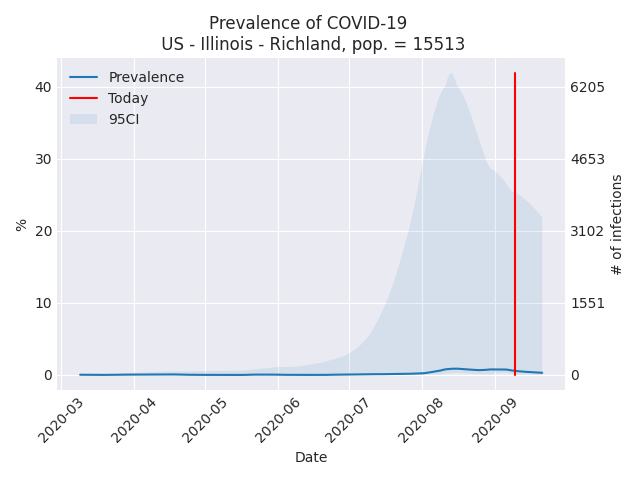 Prevalence of COVID-19
US - Illinois - Richland, pop. = 15513
Prevalence
Today
95CI
40
30
20
10
0
%
6205
4653
3102
1551
0
# of infections
2020-03
2020-04
2020-05
2020-06
2020-07
2020-08
2020-09
Date